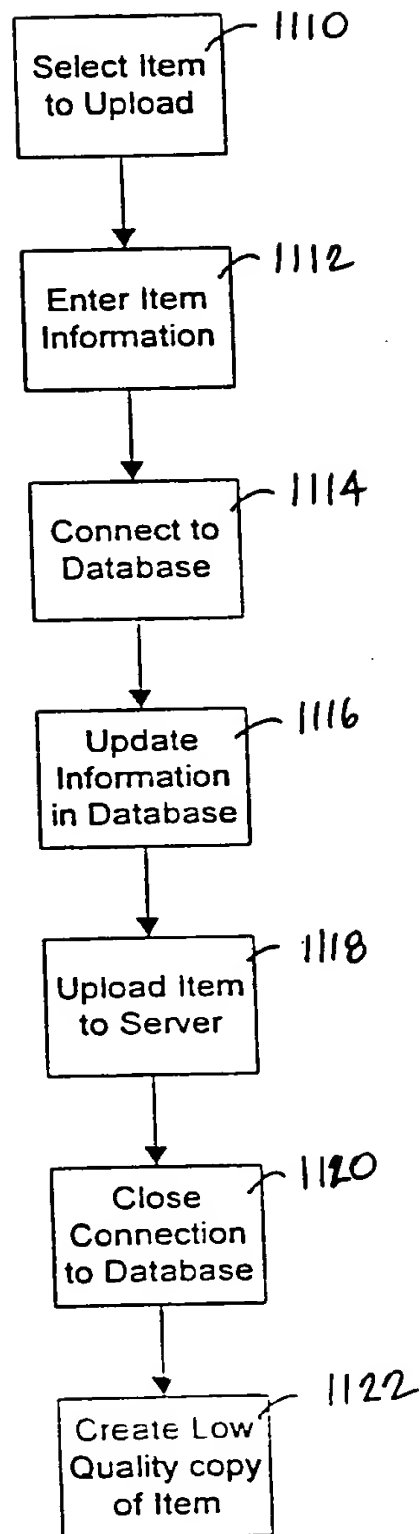 1110
Select Item
to Upload
1112
Enter Item
Information
1114
Connect to
Database
1116
Update
Information
in Database
1118
Upload Item
to Server
1120
Close
Connection
to Database
1122
Create Low
Quality copy
of Item